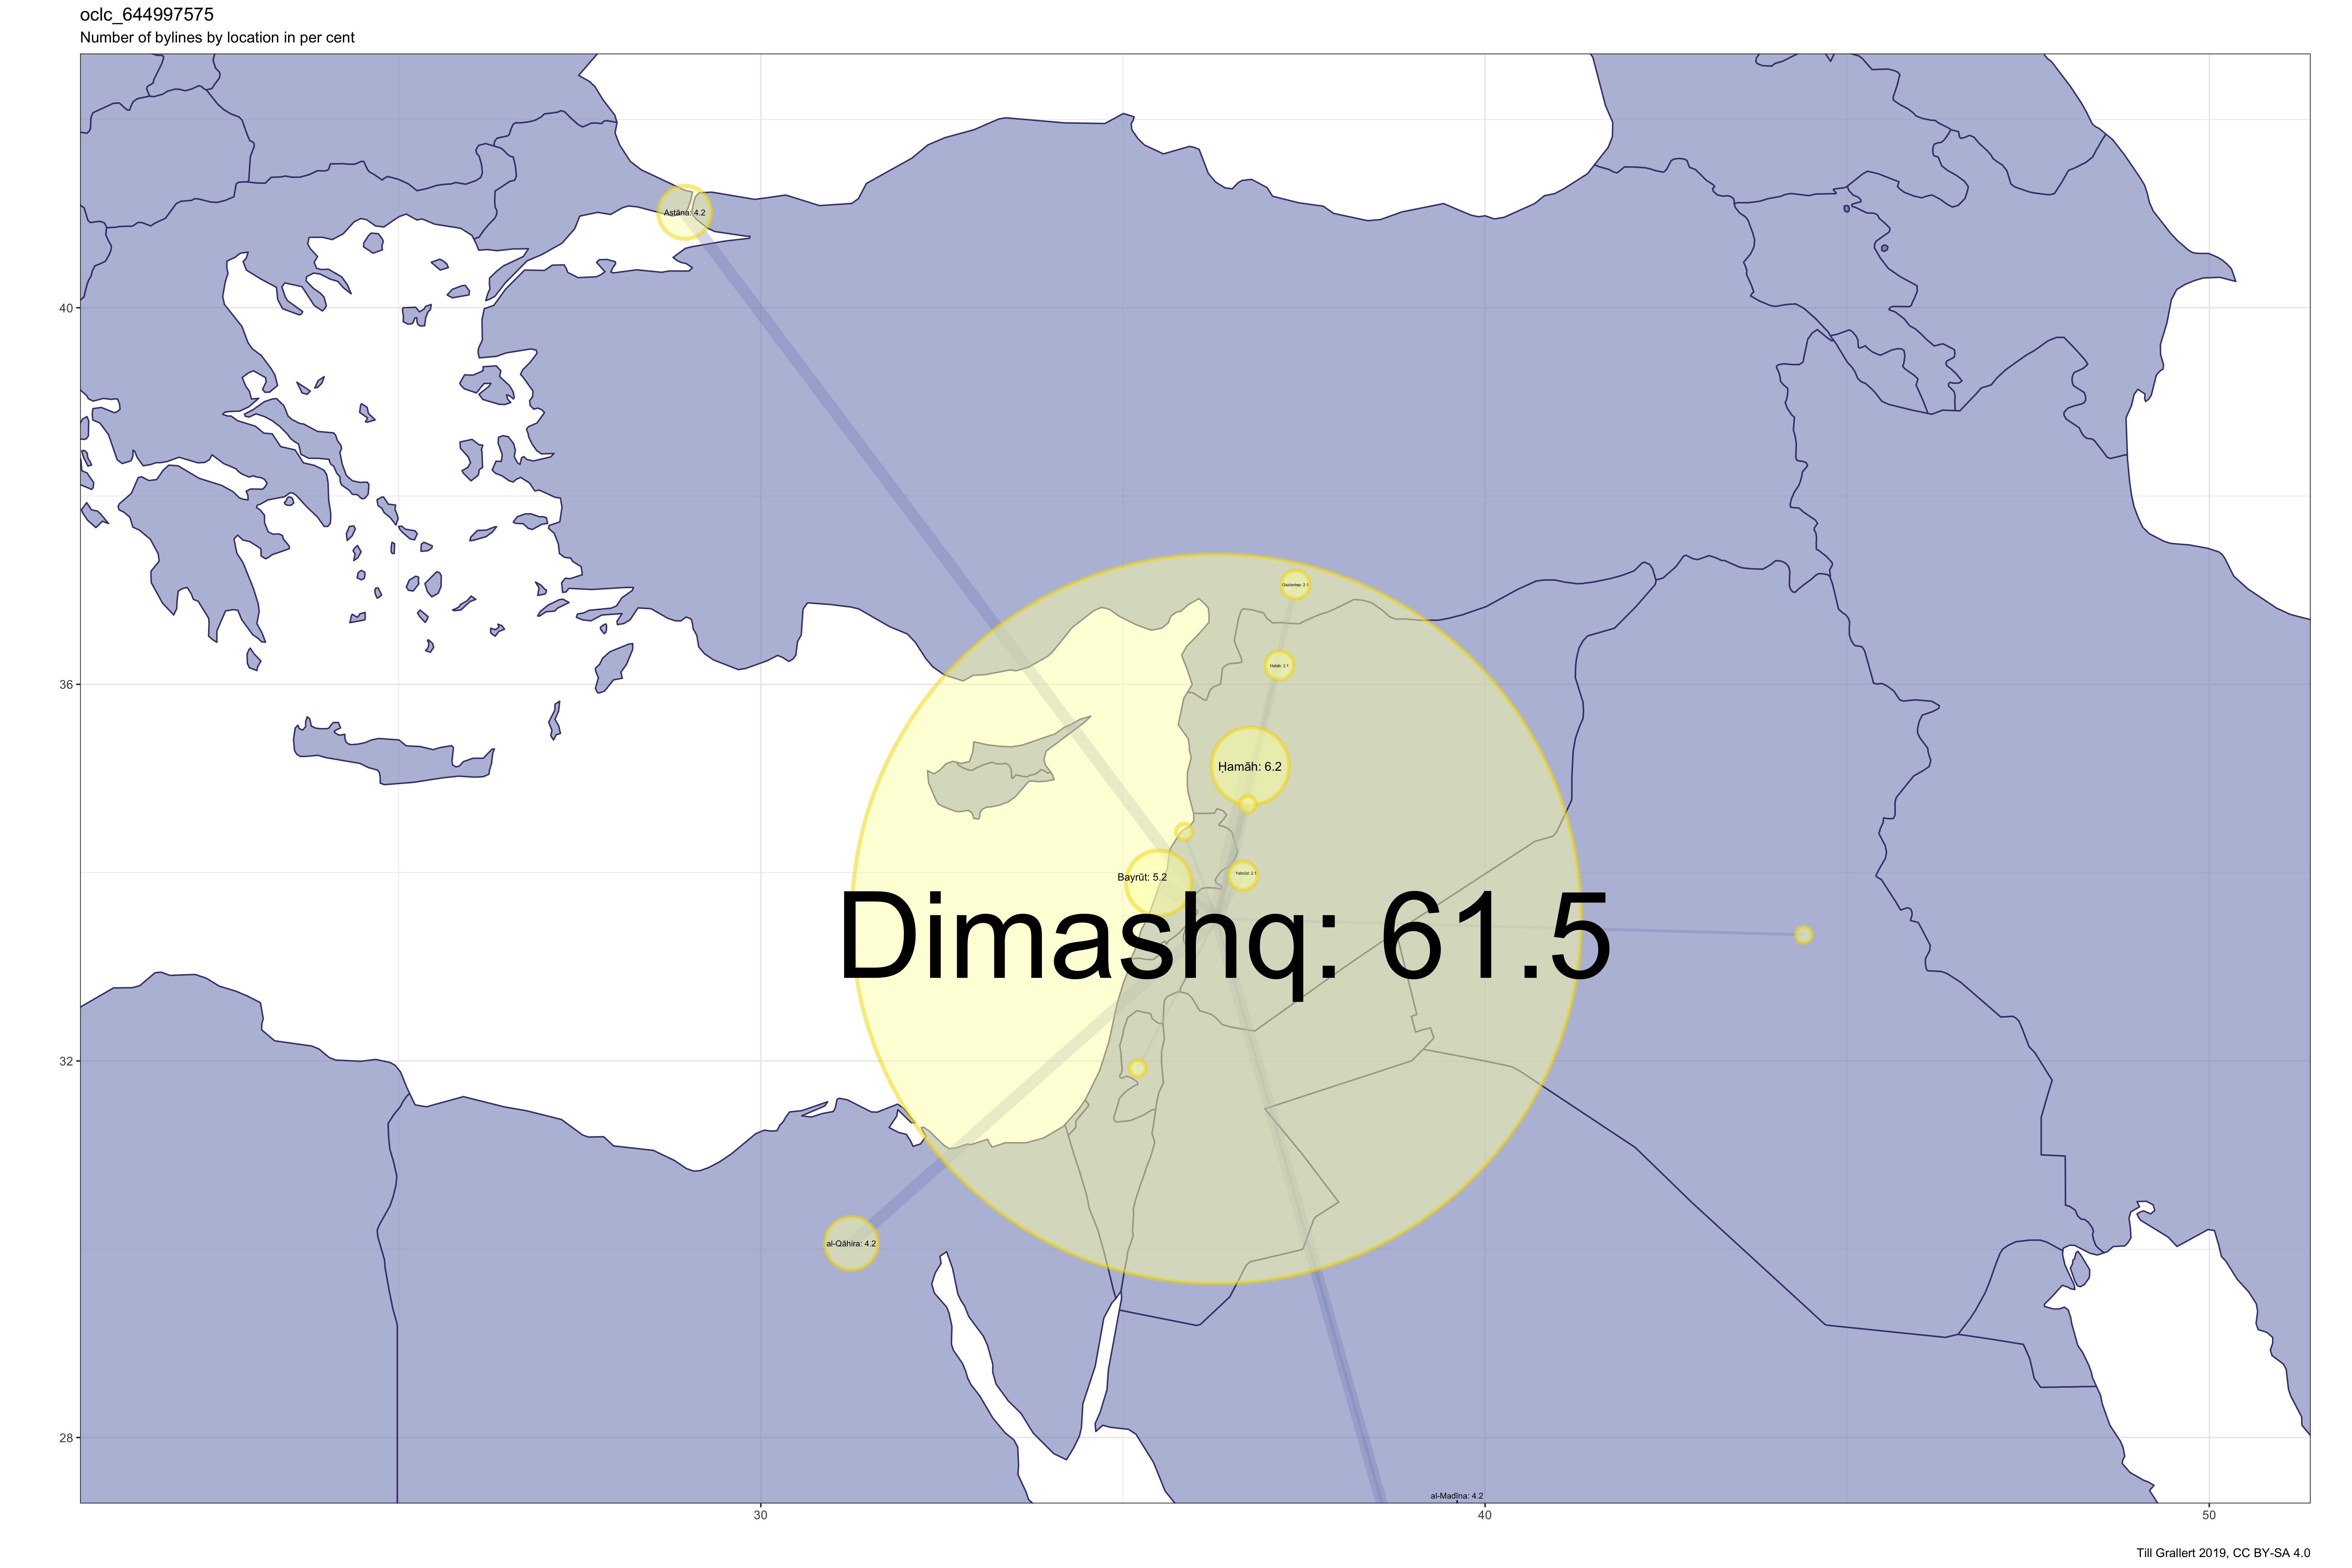 oclc_644997575
Number of bylines by location in per cent
Astāna: 4.2
40
Gaziantep: 2.1
Ḥalab: 2.1
36
Ḥamāh: 6.2
Yabrūd: 2.1
Bayrūt: 5.2
Dimashq: 61.5
32
al-Qāhira: 4.2
28
al-Madīna: 4.2
30
40
50
Till Grallert 2019, CC BY-SA 4.0